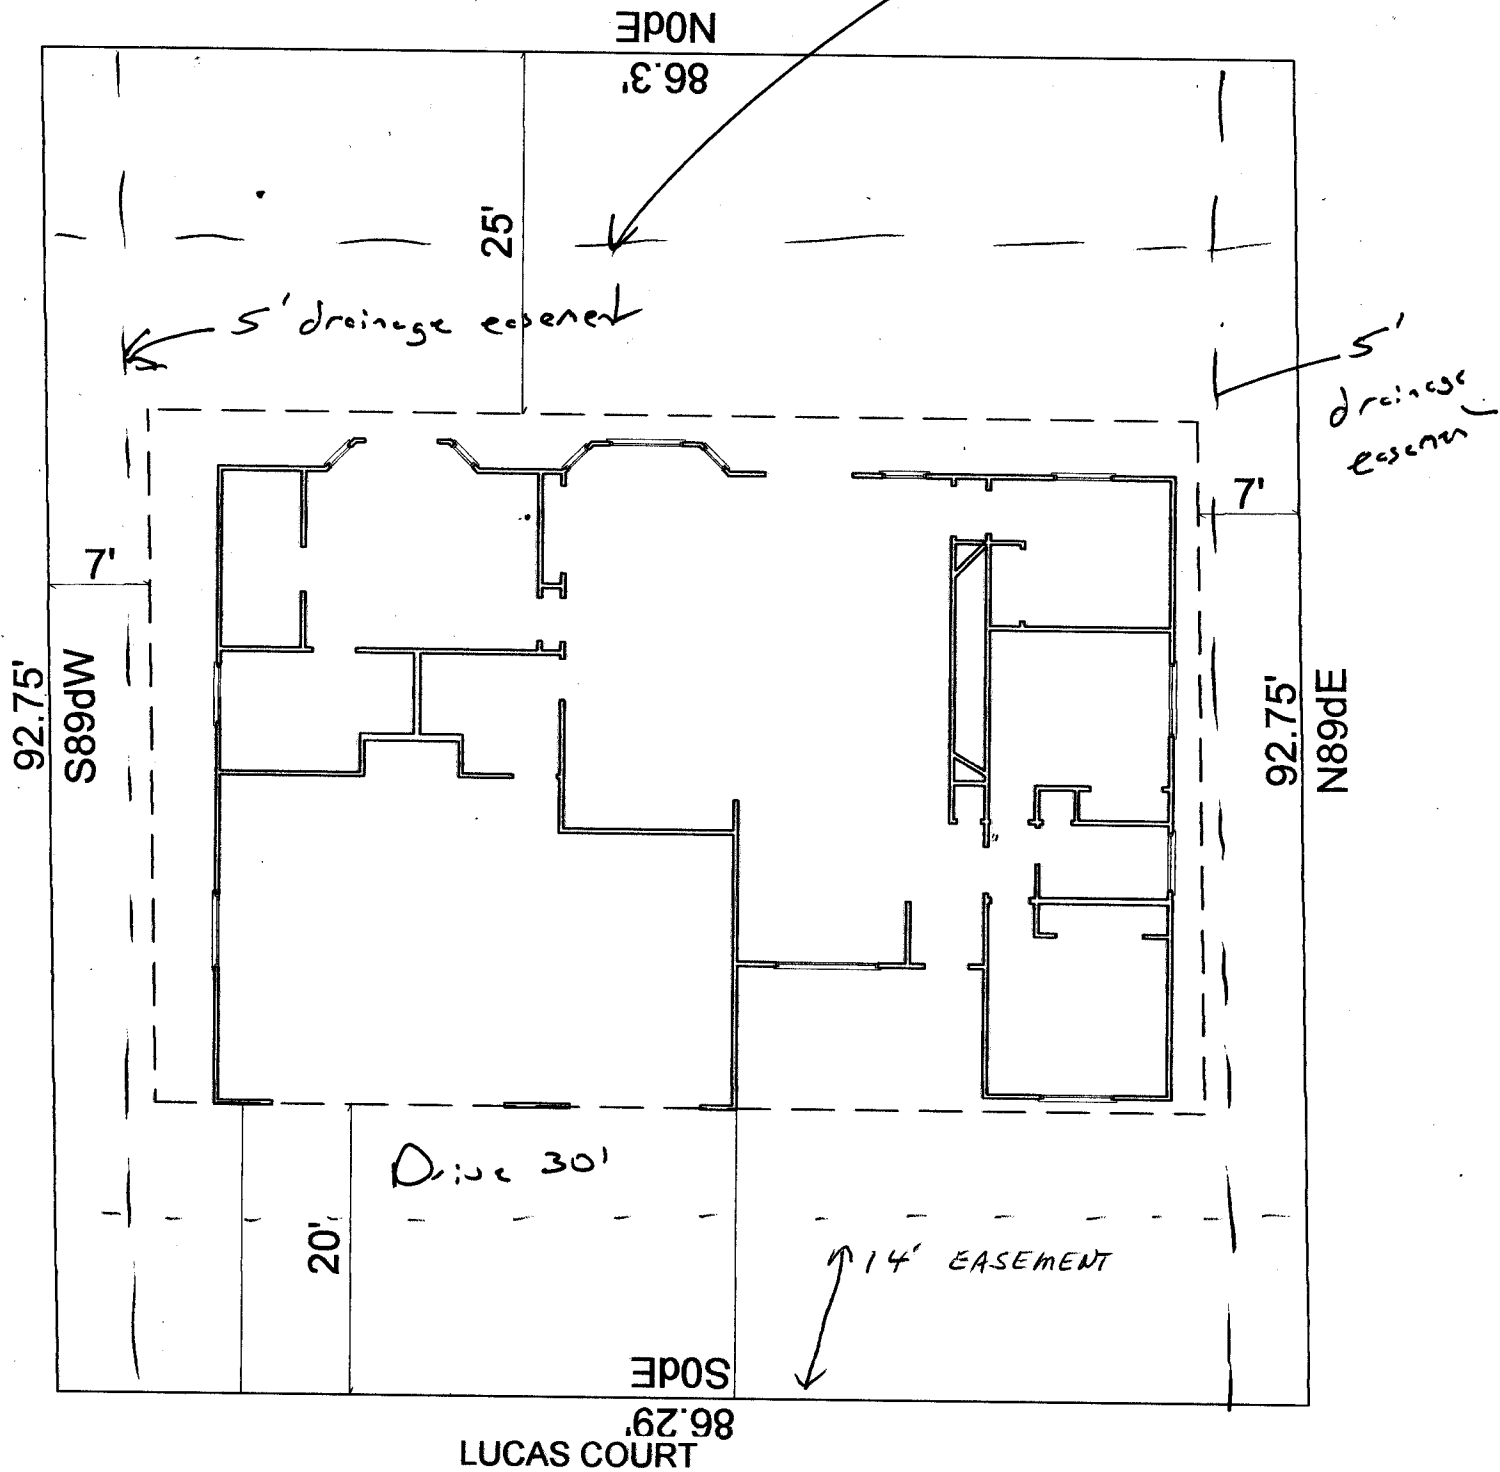 N0dE
86.3'
25'
5' drainage easement
5'
drainage
easement
7'
7'
92.75'
S89dW
92.75'
N89dE
Drive 30'
20'
14' EASEMENT
S0dE
86.29'
LUCAS COURT